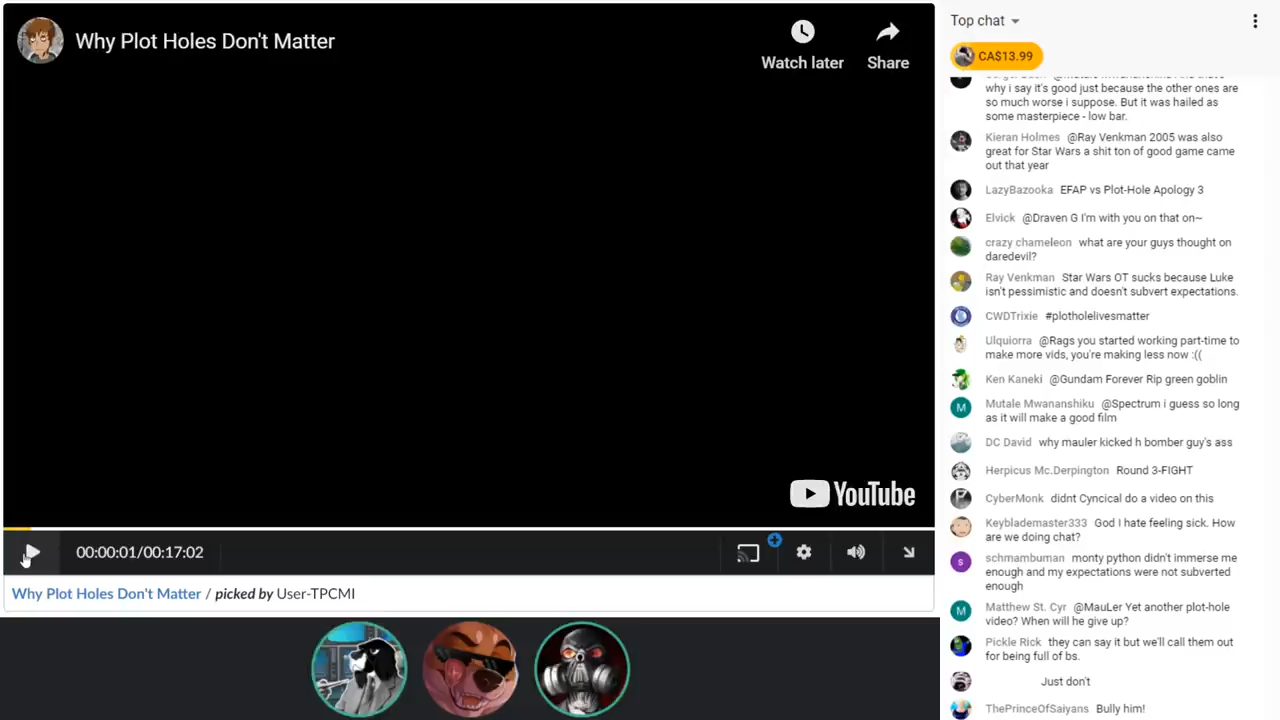 Why Plot Holes Don't Matter
Watch later
Share
YouTube
00:00:01/00:17:02
Why Plot Holes Don't Matter / picked by User-TPCMI
Top chat
CA$13.99
why i say it's good just because the other ones are
so much worse i suppose. But it was hailed as
some masterpiece - low bar.
Kieran Holmes @Ray Venkman 2005 was also
great for Star Wars a shit ton of good game came
out that year
LazyBazooka EFAP vs Plot-Hole Apology 3
Elvick @Draven G I'm with you on that on~
crazy chameleon what are your guys thought on
daredevil?
Ray Venkman Star Wars OT sucks because Luke
isn't pessimistic and doesn't subvert expectations.
CWDTrixie #plotholelivesmatter
Ulquiorra @Rags you started working part-time to
make more vids, you're making less now :((
Ken Kaneki @Gundam Forever Rip green goblin
M
Mutale Mwananshiku @Spectrum i guess so long
as it will make a good film
DC David why mauler kicked h bomber guy's ass
Herpicus Mc.Derpington Round 3-FIGHT
CyberMonk didnt Cyncical do a video on this
Keyblademaster333 God I hate feeling sick. How
are we doing chat?
s
schmambuman monty python didn't immerse me
enough and my expectations were not subverted
enough
M
Matthew St. Cyr @MauLer Yet another plot-hole
video? When will he give up?
Pickle Rick they can say it but we'll call them out
for being full of bs.
Just don't
ThePrinceOfSaiyans Bully him!